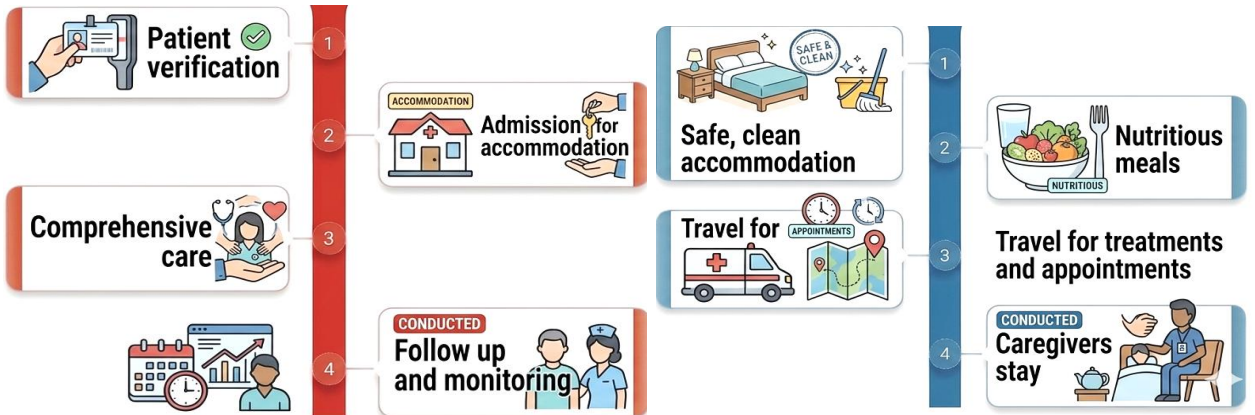 Patient
verification
1
ACCOMMODATION
Admission for
accommodation
2
Comprehensive
care
3
CONDUCTED
Follow up
and monitoring
4
SAFE &
CLEAN
Safe, clean
accommodation
1
Nutritious
meals
NUTRITIOUS
2
Travel for
APPOINTMENTS
3
Travel for treatments
and appointments
CONDUCTED
Caregivers
stay
4